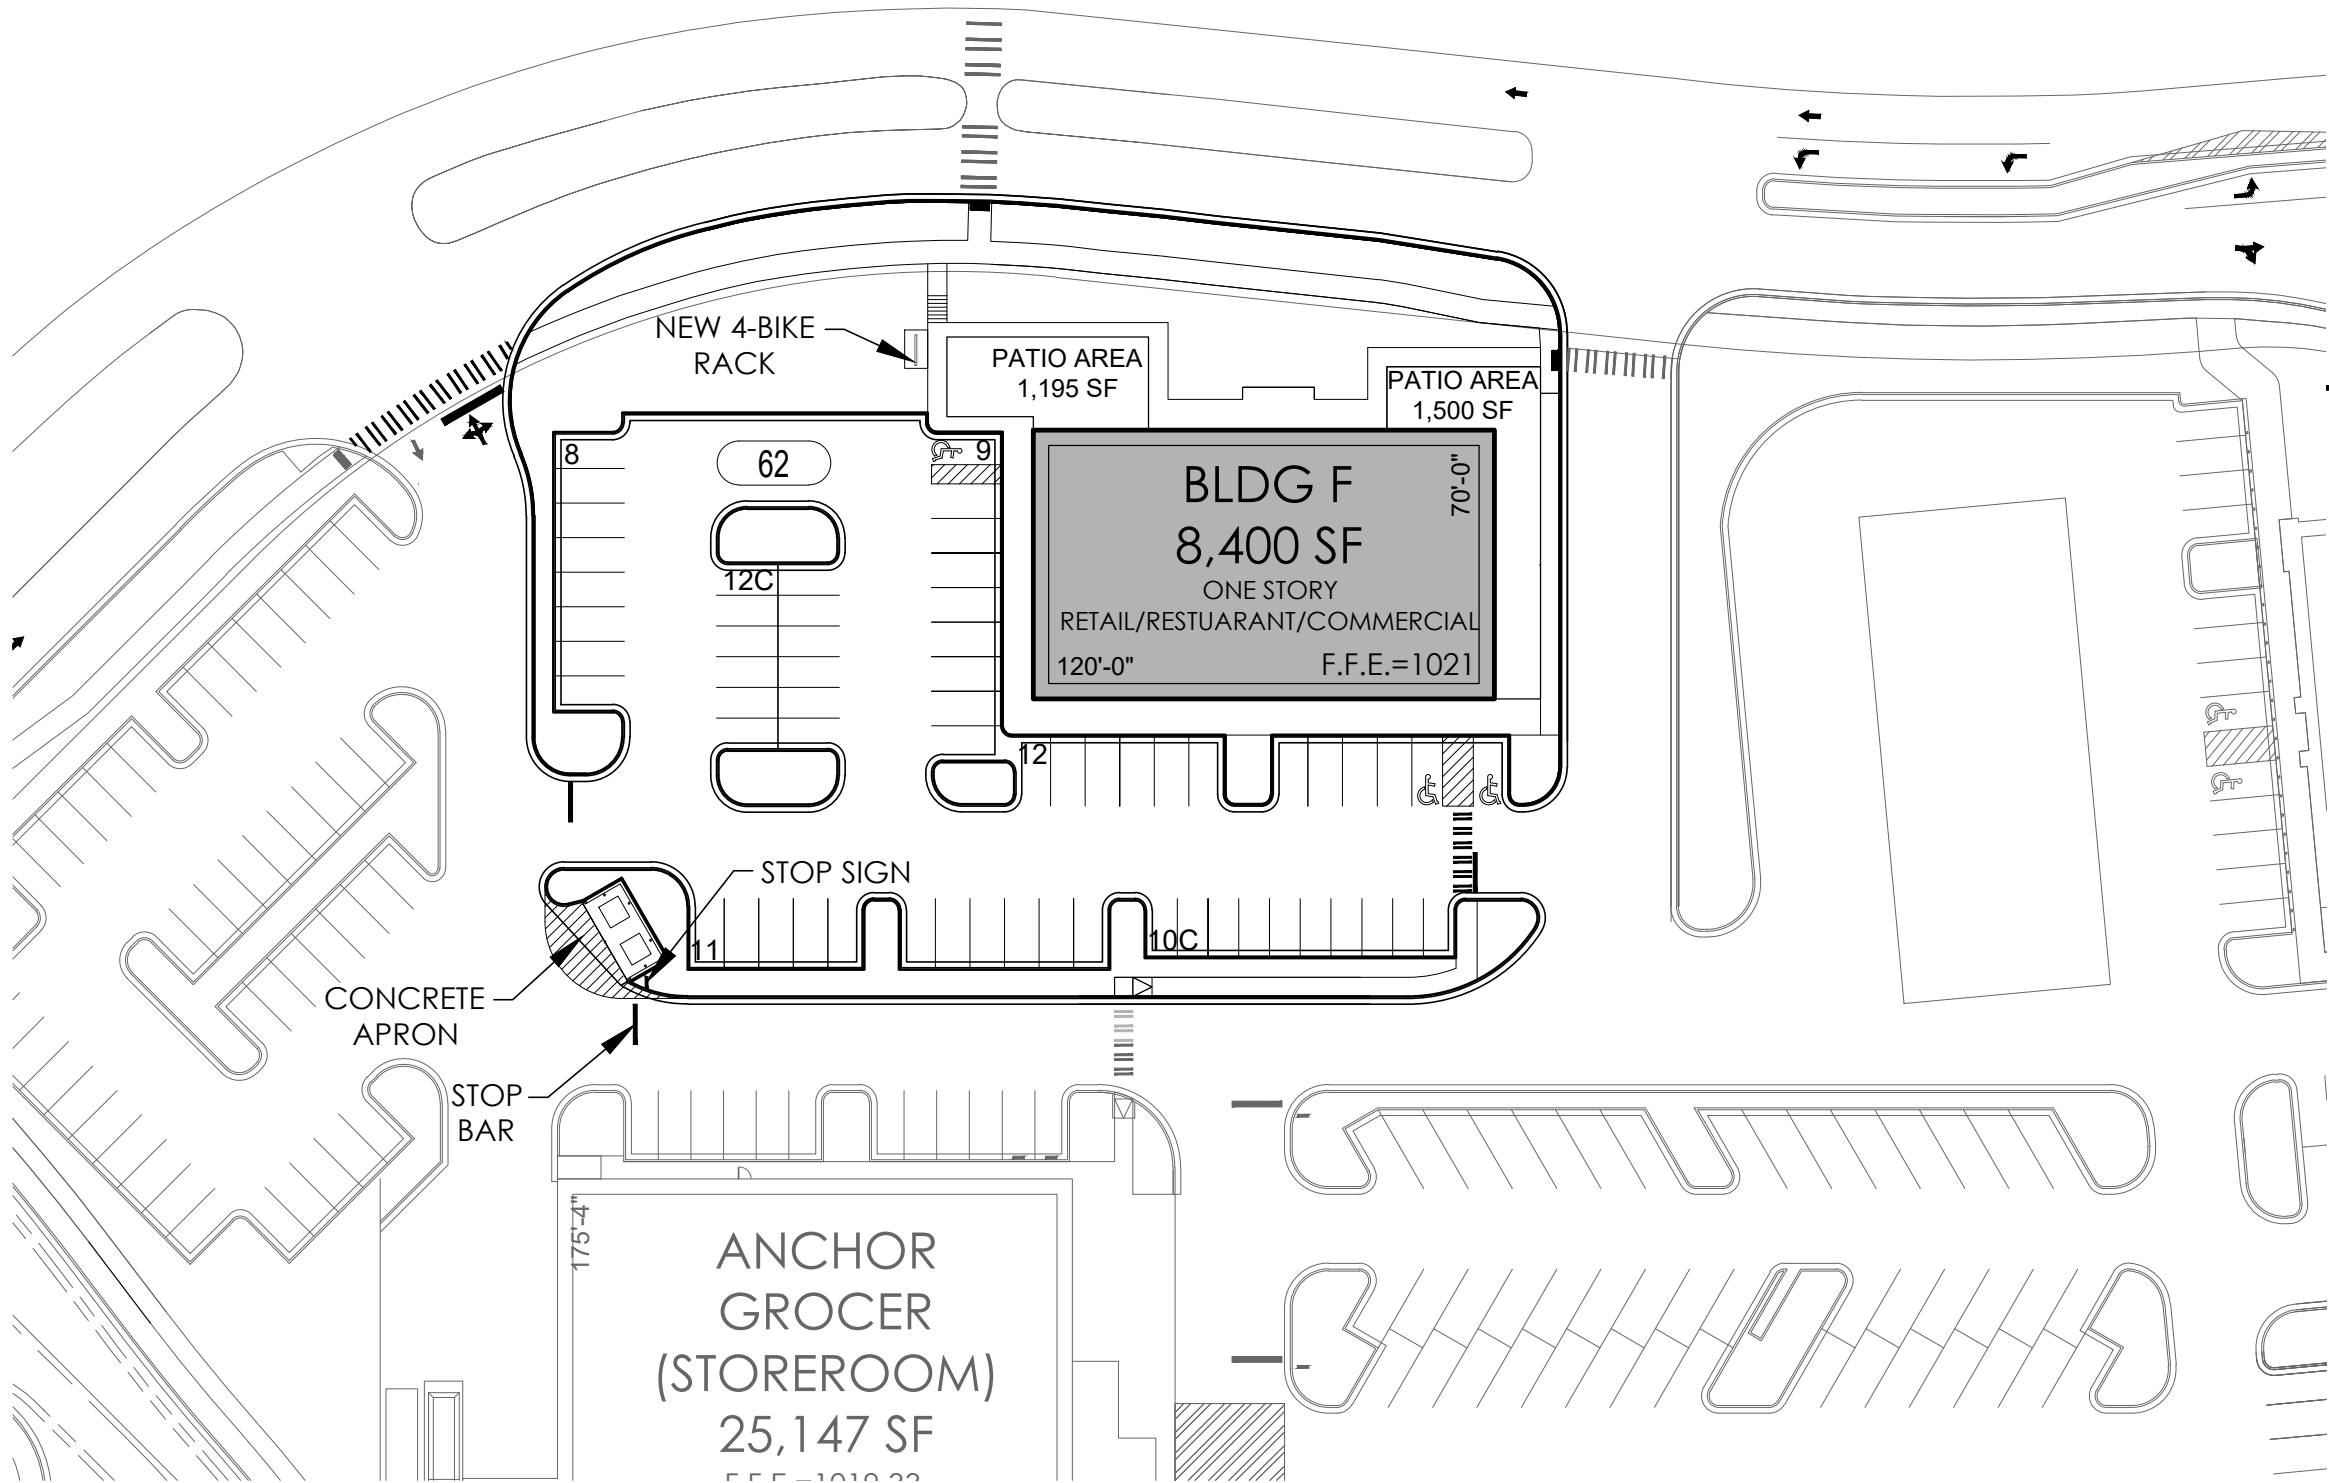 NEW 4-BIKE
RACK
PATIO AREA
1,195 SF
PATIO AREA
1,500 SF
8
62
9
12C
BLDG F
8,400 SF
ONE STORY
RETAIL/RESTUARANT/COMMERCIAL
120'-0"
F.F.E.=1021
70'-0"
12
STOP SIGN
11
10C
CONCRETE
APRON
STOP
BAR
175'-4"
ANCHOR
GROCER
(STOREROOM)
25,147 SF
F.F.E.=1019.33